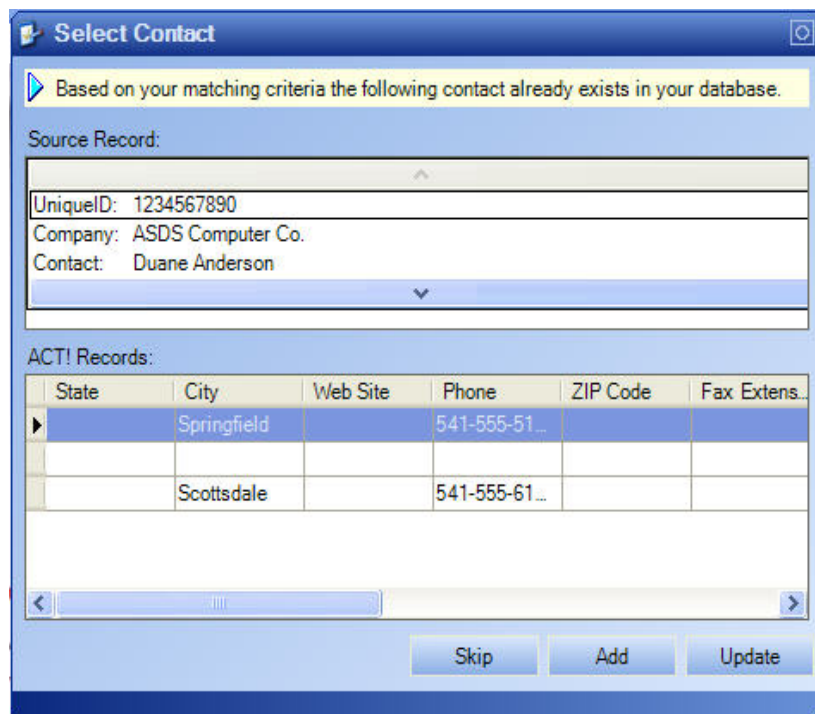 Select Contact
Based on your matching criteria the following contact already exists in your database.
Source Record:
UniqueID: 1234567890
Company: ASDS Computer Co.
Contact: Duane Anderson
ACT! Records:
State City Web Site Phone ZIP Code Fax Extens...
Springfield 541-555-51...
Scottsdale 541-555-61...
Skip Add Update